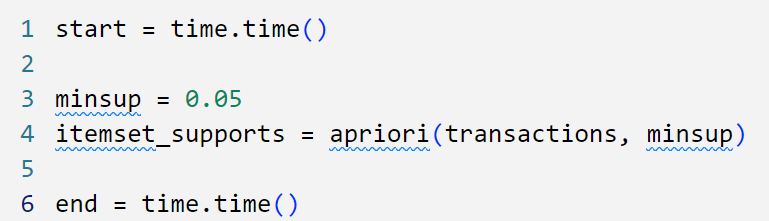 1 start = time.time()
2
3 minsup = 0.05
4 itemset_supports = apriori(transactions, minsup)
5
6 end = time.time()